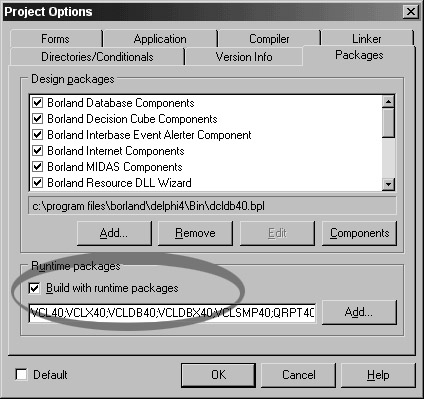 Project Options
Forms Application Compiler Linker
Directories/Conditionals Version Info Packages
Design packages
Borland Database Components
Borland Decision Cube Components
Borland Interbase Event Alerter Component
Borland Internet Components
Borland MIDAS Components
Borland Resource DLL Wizard
c:\program files\borland\delphi4\Bin\dcldb40.bpl
Add... Remove Edit Components
Runtime packages
Build with runtime packages
VCL40;VCLX40;VCLDB40;VCLDBX40;VCLSMP40;QRPT40 Add...
Default OK Cancel Help